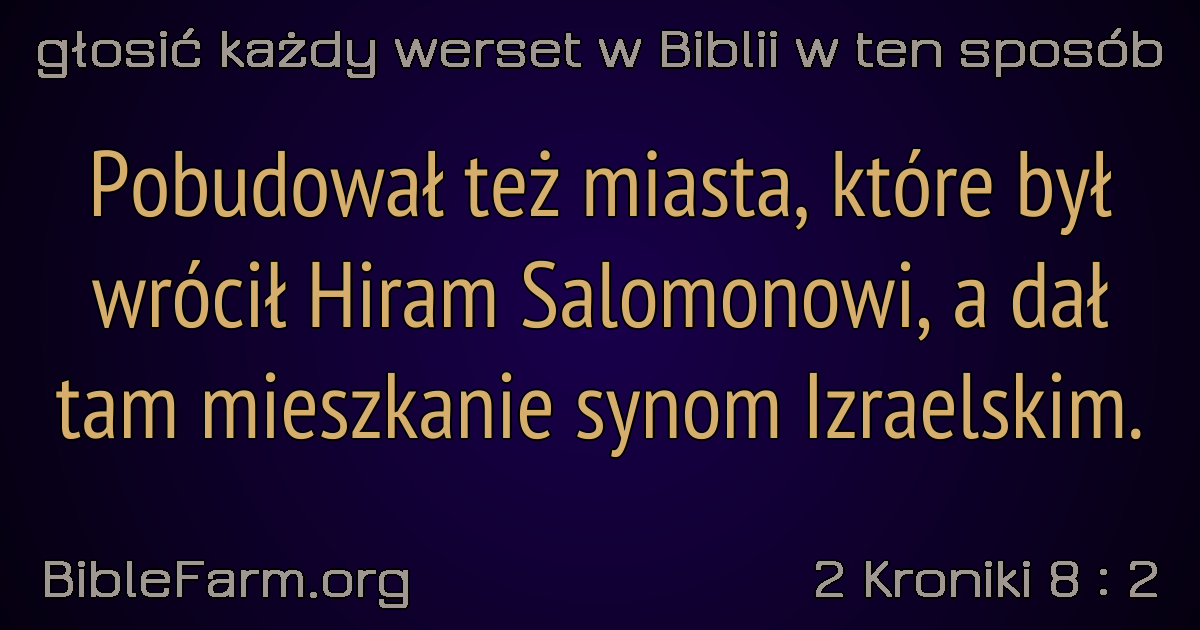 głosić każdy werset w Biblii w ten sposób
Pobudował też miasta, które był
wrócił Hiram Salomonowi, a dał
tam mieszkanie synom Izraelskim.
BibleFarm.org
2 Kroniki 8 : 2